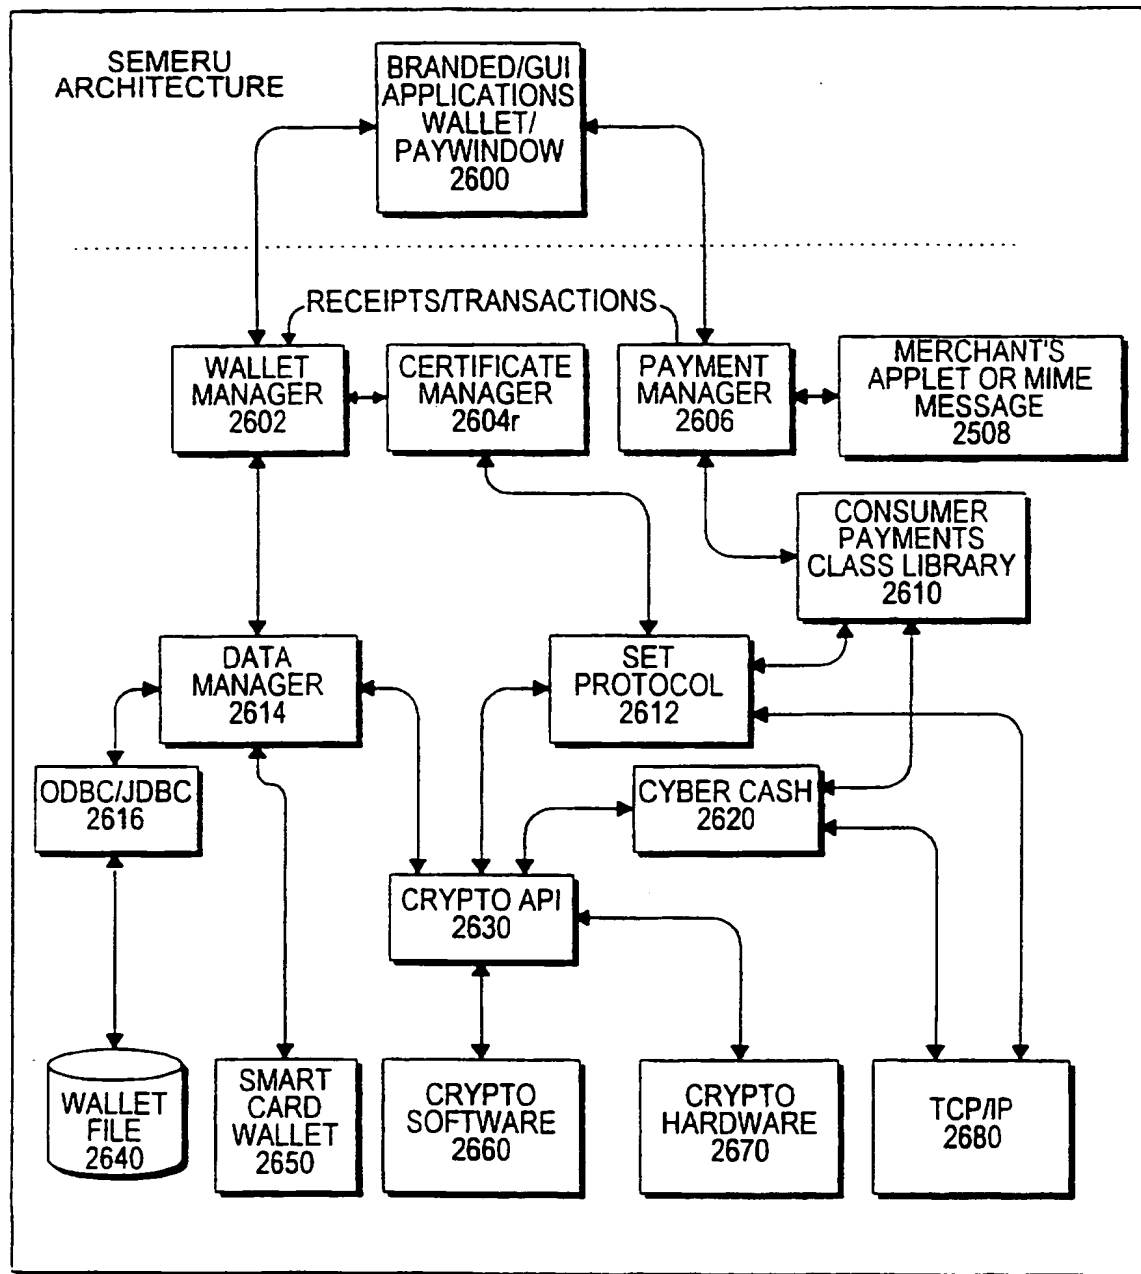 SEMERU
ARCHITECTURE
BRANDED/GUI
APPLICATIONS
WALLET/
PAYWINDOW
2600
RECEIPTS/TRANSACTIONS
WALLET
MANAGER
2602
CERTIFICATE
MANAGER
2604r
PAYMENT
MANAGER
2606
MERCHANT'S
APPLET OR MIME
MESSAGE
2508
CONSUMER
PAYMENTS
CLASS LIBRARY
2610
DATA
MANAGER
2614
SET
PROTOCOL
2612
ODBC/JDBC
2616
CYBER CASH
2620
CRYPTO API
2630
WALLET
FILE
2640
SMART
CARD
WALLET
2650
CRYPTO
SOFTWARE
2660
CRYPTO
HARDWARE
2670
TCP/IP
2680